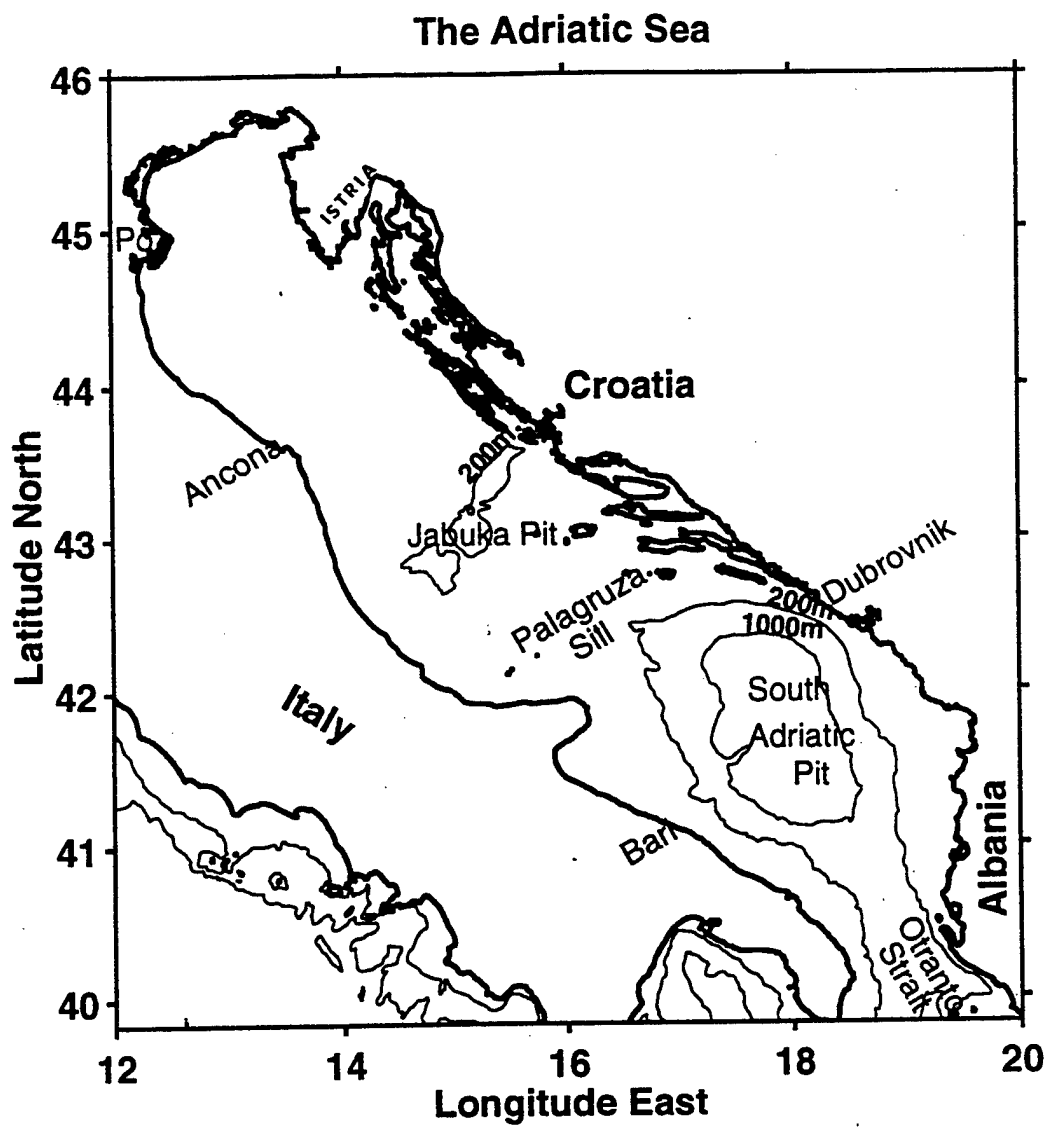 The Adriatic Sea
46
ISTRIA
45
Po
Croatia
44
200m
Ancona
Latitude North
43
Jabuka Pit
Dubrovnik
200m
Palagruza
Sill
1000m
42
South
Italy
Adriatic
Pit
Albania
41
Bari
Otranto
Strait
40
12
14
16
18
20
Longitude East